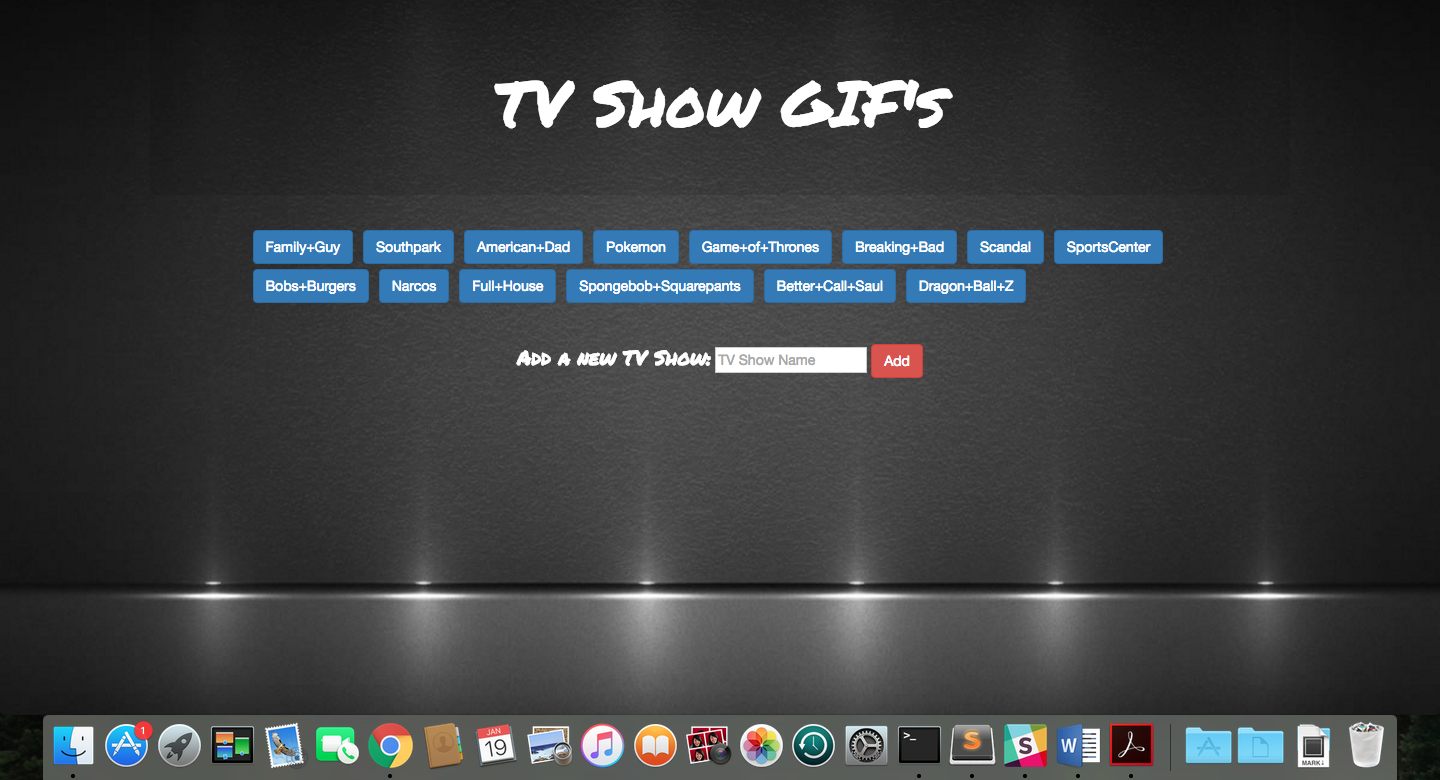 TV Show GIF's
Family+Guy Southpark American+Dad Pokemon Game+of+Thrones Breaking+Bad Scandal SportsCenter
Bobs+Burgers Narcos Full+House Spongebob+Squarepants Better+Call+Saul Dragon+Ball+Z
Add a new TV Show: TV Show Name Add
1
JAN
19
>_
S
S
W
MARK↓